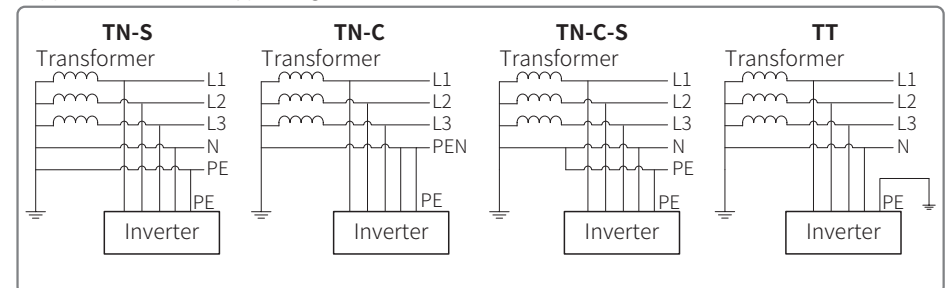 TN-S
Transformer
L1
L2
L3
N
PE
PE
Inverter
TN-C
Transformer
L1
L2
L3
PEN
PE
Inverter
TN-C-S
Transformer
L1
L2
L3
N
PE
PE
Inverter
TT
Transformer
L1
L2
L3
N
PE
Inverter